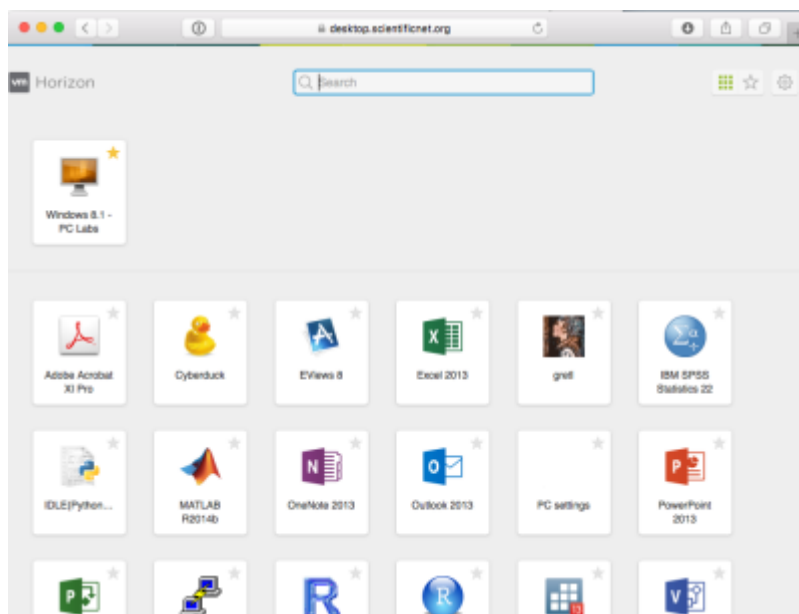 desktop.scientificnet.org
vm Horizon
Search
Windows 8.1 -
PC Labs
Adobe Acrobat
XI Pro
Cyberduck
EViews 8
Excel 2013
gretl
IBM SPSS
Statistics 22
IDLE(Python...
MATLAB
R2014b
OneNote 2013
Outlook 2013
PC settings
PowerPoint
2013